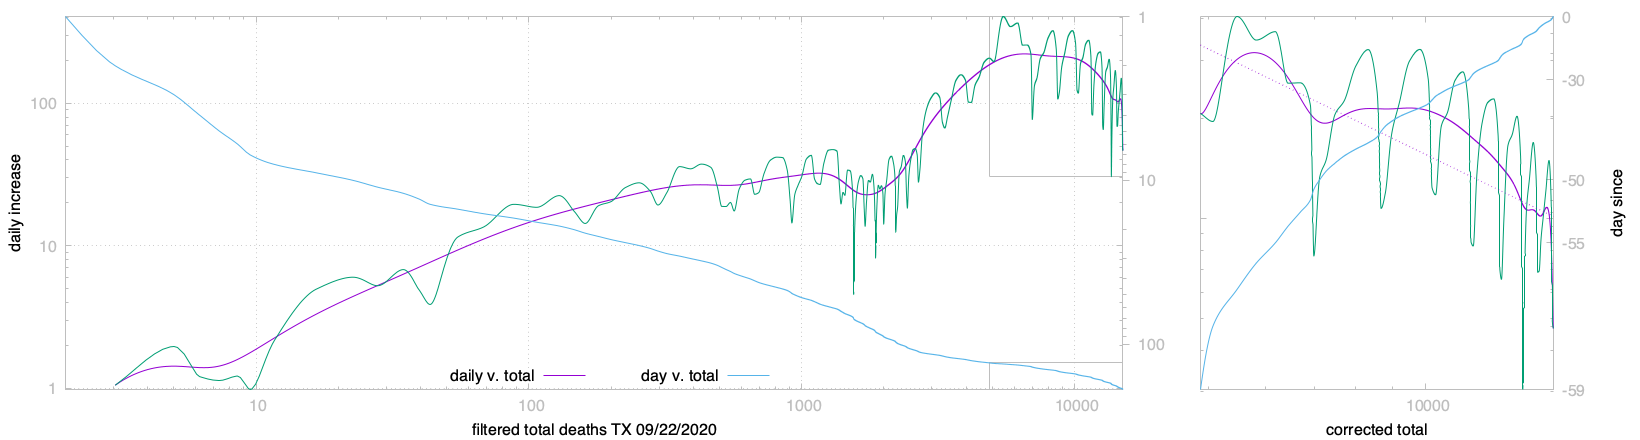 daily increase
100
10
1
daily v. total
day v. total
10
100
1000
10000
filtered total deaths TX 09/22/2020
1
10
100
10000
corrected total
0
-30
-50
-55
-59
day since